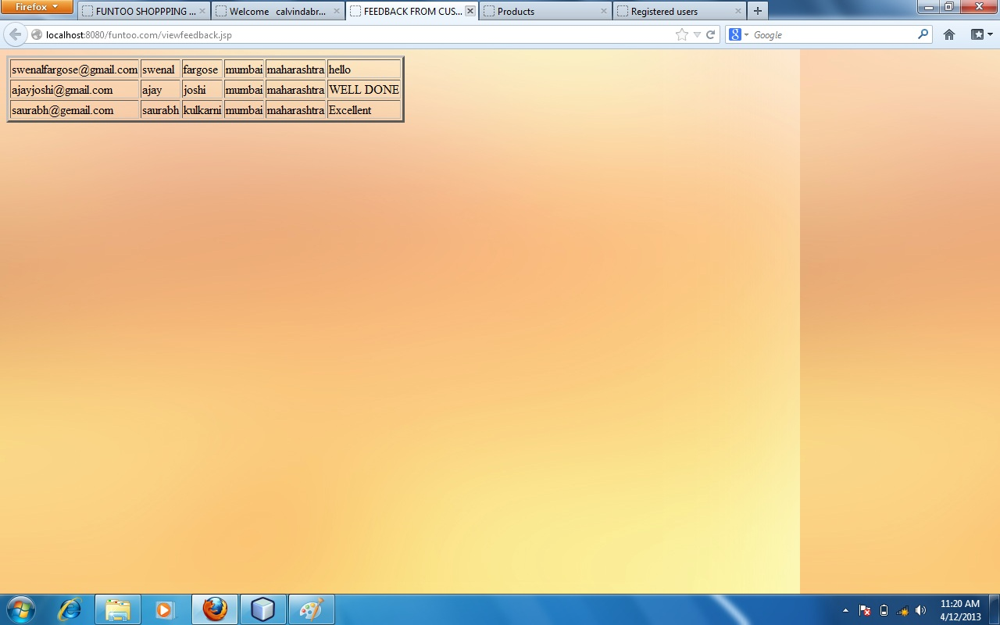 Firefox
FUNTOO SHOPPPING ...
Welcome calvindabr...
FEEDBACK FROM CUS...
Products
Registered users
localhost:8080/funtoo.com/viewfeedback.jsp
Google
swenalfargose@gmail.com swenal fargose mumbai maharashtra hello
ajayjoshi@gmail.com ajay joshi mumbai maharashtra WELL DONE
saurabh@gemail.com saurabh kulkarni mumbai maharashtra Excellent
11:20 AM
4/12/2013